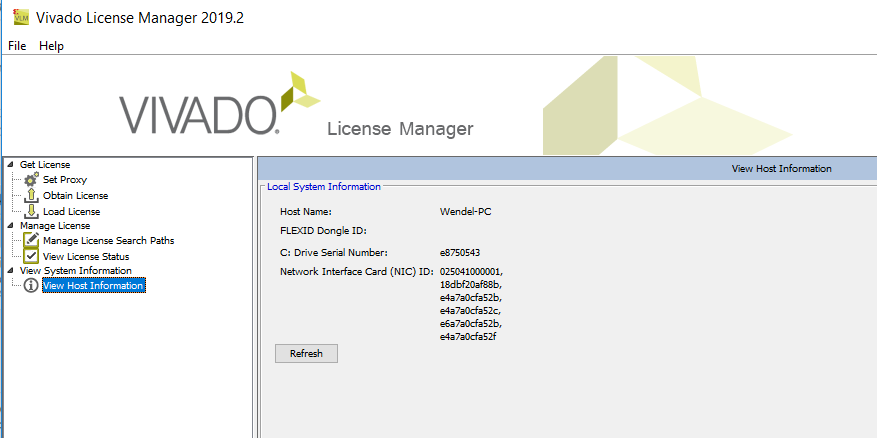 VLM Vivado License Manager 2019.2
File Help
VIVADO. License Manager
Get License
Set Proxy
Obtain License
Load License
Manage License
Manage License Search Paths
View License Status
View System Information
View Host Information
View Host Information
Local System Information
Host Name: Wendel-PC
FLEXID Dongle ID:
C: Drive Serial Number: e8750543
Network Interface Card (NIC) ID: 025041000001,
18dbf20af88b,
e4a7a0cfa52b,
e4a7a0cfa52c,
e6a7a0cfa52b,
e4a7a0cfa52f
Refresh